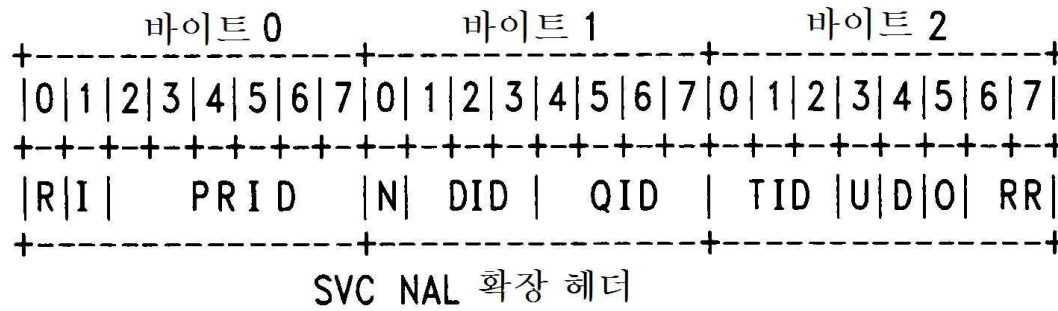 바이트 0 바이트 1 바이트 2
+---------------+---------------+---------------+
|0|1|2|3|4|5|6|7|0|1|2|3|4|5|6|7|0|1|2|3|4|5|6|7|
+-+-+-+-+-+-+-+-+-+-+-+-+-+-+-+-+-+-+-+-+-+-+-+-+
|R|I| PRID |N| DID | QID | TID |U|D|O| RR|
+---------------+---------------+---------------+
SVC NAL 확장 헤더